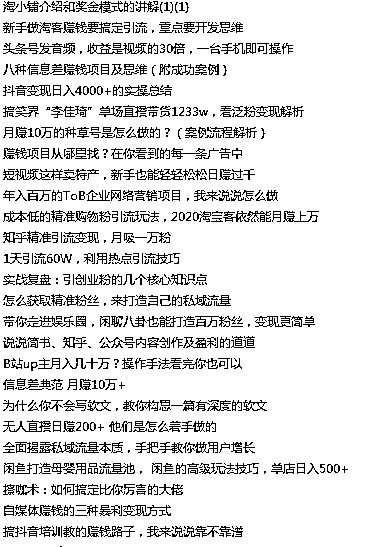 淘小铺介绍和奖金模式的讲解(1)(1)
新手做淘客赚钱要搞定引流，重点要开发思维
头条号发音频，收益是视频的30倍，一台手机即可操作
八种信息差赚钱项目及思维（附成功案例）
抖音变现日入4000+的实操总结
搞笑界“李佳琦”单场直播带货1233w，看泛粉变现解析
月赚10万的种草号是怎么做的？（案例流程解析）
赚钱项目从哪里找？在你看到的每一条广告中
短视频这样卖特产，新手也能轻轻松松日赚过千
年入百万的ToB企业网络营销项目，我来说说怎么做
成本低的精准购物粉引流玩法，2020淘宝客依然能月赚上万
知乎精准引流变现，月吸一万粉
1天引流60W，利用热点引流技巧
实战复盘：引创业粉的几个核心知识点
怎么获取精准粉丝，来打造自己的私域流量
带你走进娱乐圈，闲聊八卦也能打造百万粉丝，变现更简单
说说简书、知乎、公众号内容创作及盈利的道道
B站up主月入几十万？操作手法看完你也可以
信息差典范 月赚10万+
为什么你不会写软文，教你构思一篇有深度的软文
无人直播日赚200+ 他们是怎么着手做的
全面揭露私域流量本质，手把手教你做用户增长
闲鱼打造母婴用品流量池， 闲鱼的高级玩法技巧，单店日入500+
擦咖术：如何搞定比你厉害的大佬
自媒体赚钱的三种暴利变现方式
搞抖音培训教的赚钱路子，我来说说靠不靠谱